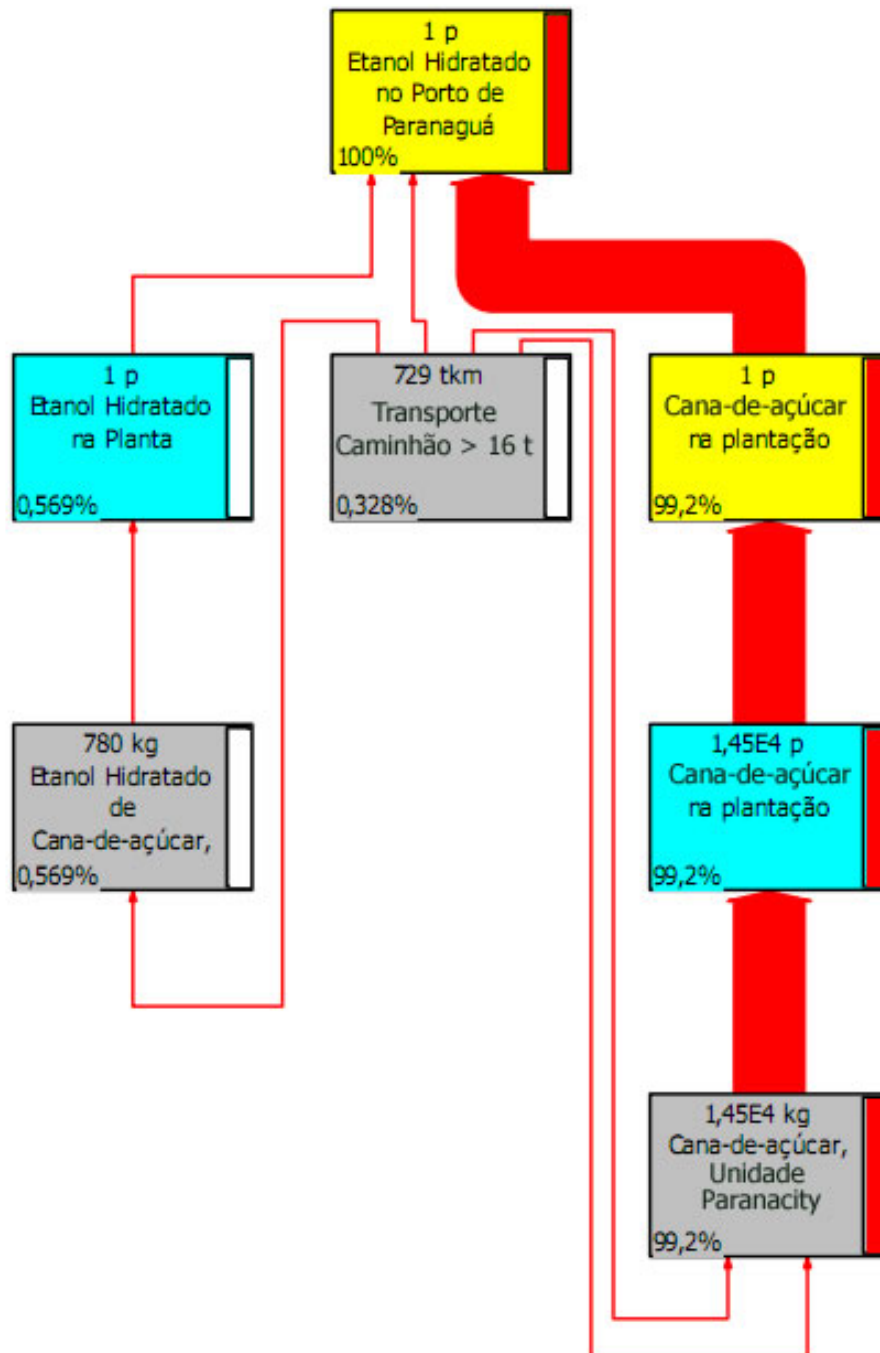 1 p
Etanol Hidratado
no Porto de
Paranaguá
100%
1 p
Etanol Hidratado
na Planta
0,569%
729 tkm
Transporte
Caminhão > 16 t
0,328%
1 p
Cana-de-açúcar
na plantação
99,2%
780 kg
Etanol Hidratado
de
Cana-de-açúcar,
0,569%
1,45E4 p
Cana-de-açúcar
na plantação
99,2%
1,45E4 kg
Cana-de-açúcar,
Unidade
Paranacity
99,2%